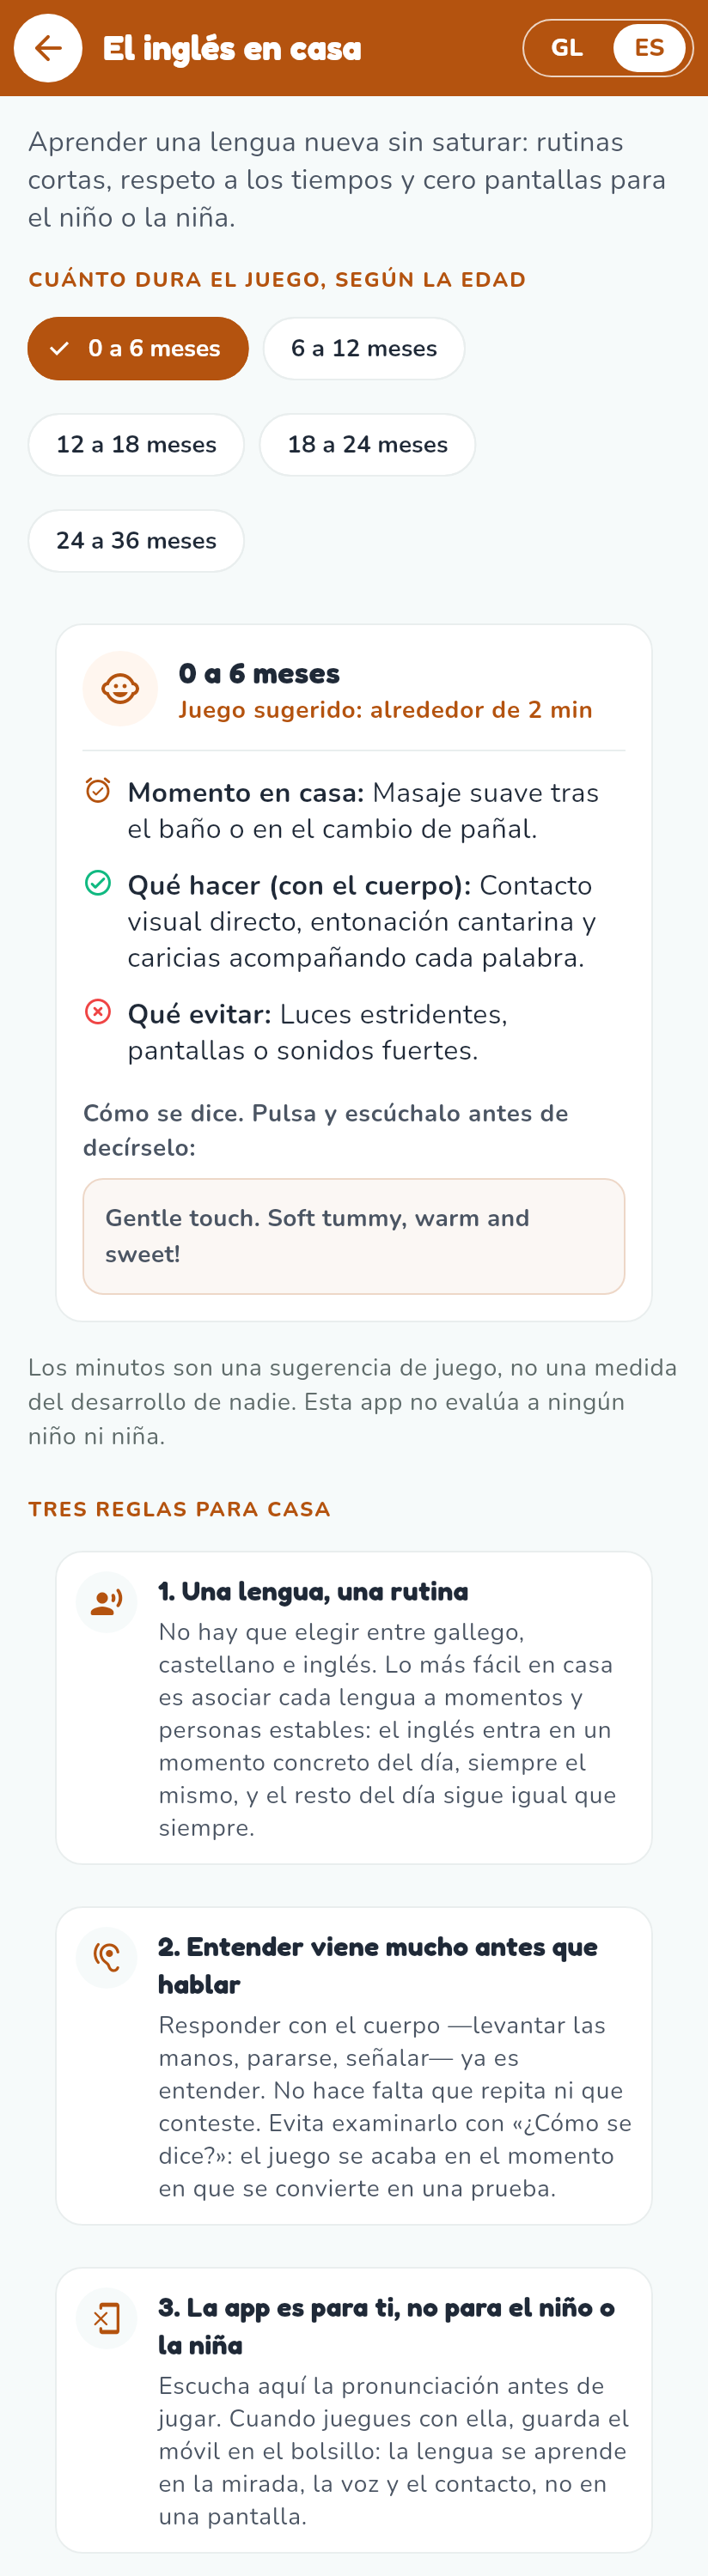 El inglés en casa
GL
ES
Aprender una lengua nueva sin saturar: rutinas
cortas, respeto a los tiempos y cero pantallas para
el niño o la niña.
CUÁNTO DURA EL JUEGO, SEGÚN LA EDAD
0 a 6 meses
6 a 12 meses
12 a 18 meses
18 a 24 meses
24 a 36 meses
0 a 6 meses
Juego sugerido: alrededor de 2 min
Momento en casa: Masaje suave tras
el baño o en el cambio de pañal.
Qué hacer (con el cuerpo): Contacto
visual directo, entonación cantarina y
caricias acompañando cada palabra.
Qué evitar: Luces estridentes,
pantallas o sonidos fuertes.
Cómo se dice. Pulsa y escúchalo antes de
decírselo:
Gentle touch. Soft tummy, warm and
sweet!
Los minutos son una sugerencia de juego, no una medida
del desarrollo de nadie. Esta app no evalúa a ningún
niño ni niña.
TRES REGLAS PARA CASA
1. Una lengua, una rutina
No hay que elegir entre gallego,
castellano e inglés. Lo más fácil en casa
es asociar cada lengua a momentos y
personas estables: el inglés entra en un
momento concreto del día, siempre el
mismo, y el resto del día sigue igual que
siempre.
2. Entender viene mucho antes que
hablar
Responder con el cuerpo —levantar las
manos, pararse, señalar— ya es
entender. No hace falta que repita ni que
conteste. Evita examinarlo con «¿Cómo se
dice?»: el juego se acaba en el momento
en que se convierte en una prueba.
3. La app es para ti, no para el niño o
la niña
Escucha aquí la pronunciación antes de
jugar. Cuando juegues con ella, guarda el
móvil en el bolsillo: la lengua se aprende
en la mirada, la voz y el contacto, no en
una pantalla.